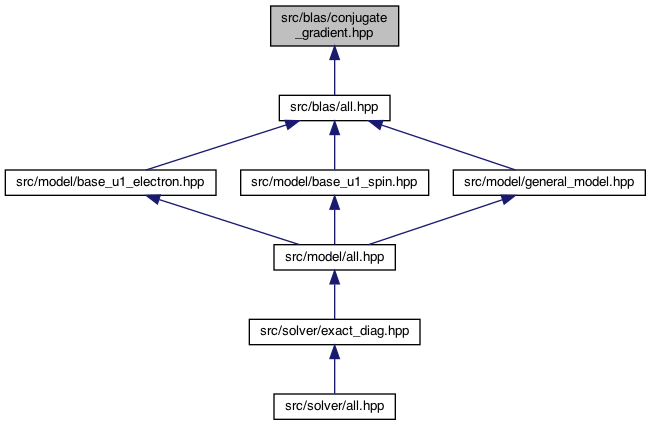 src/blas/conjugate
_gradient.hpp
src/blas/all.hpp
src/model/base_u1_electron.hpp
src/model/base_u1_spin.hpp
src/model/general_model.hpp
src/model/all.hpp
src/solver/exact_diag.hpp
src/solver/all.hpp